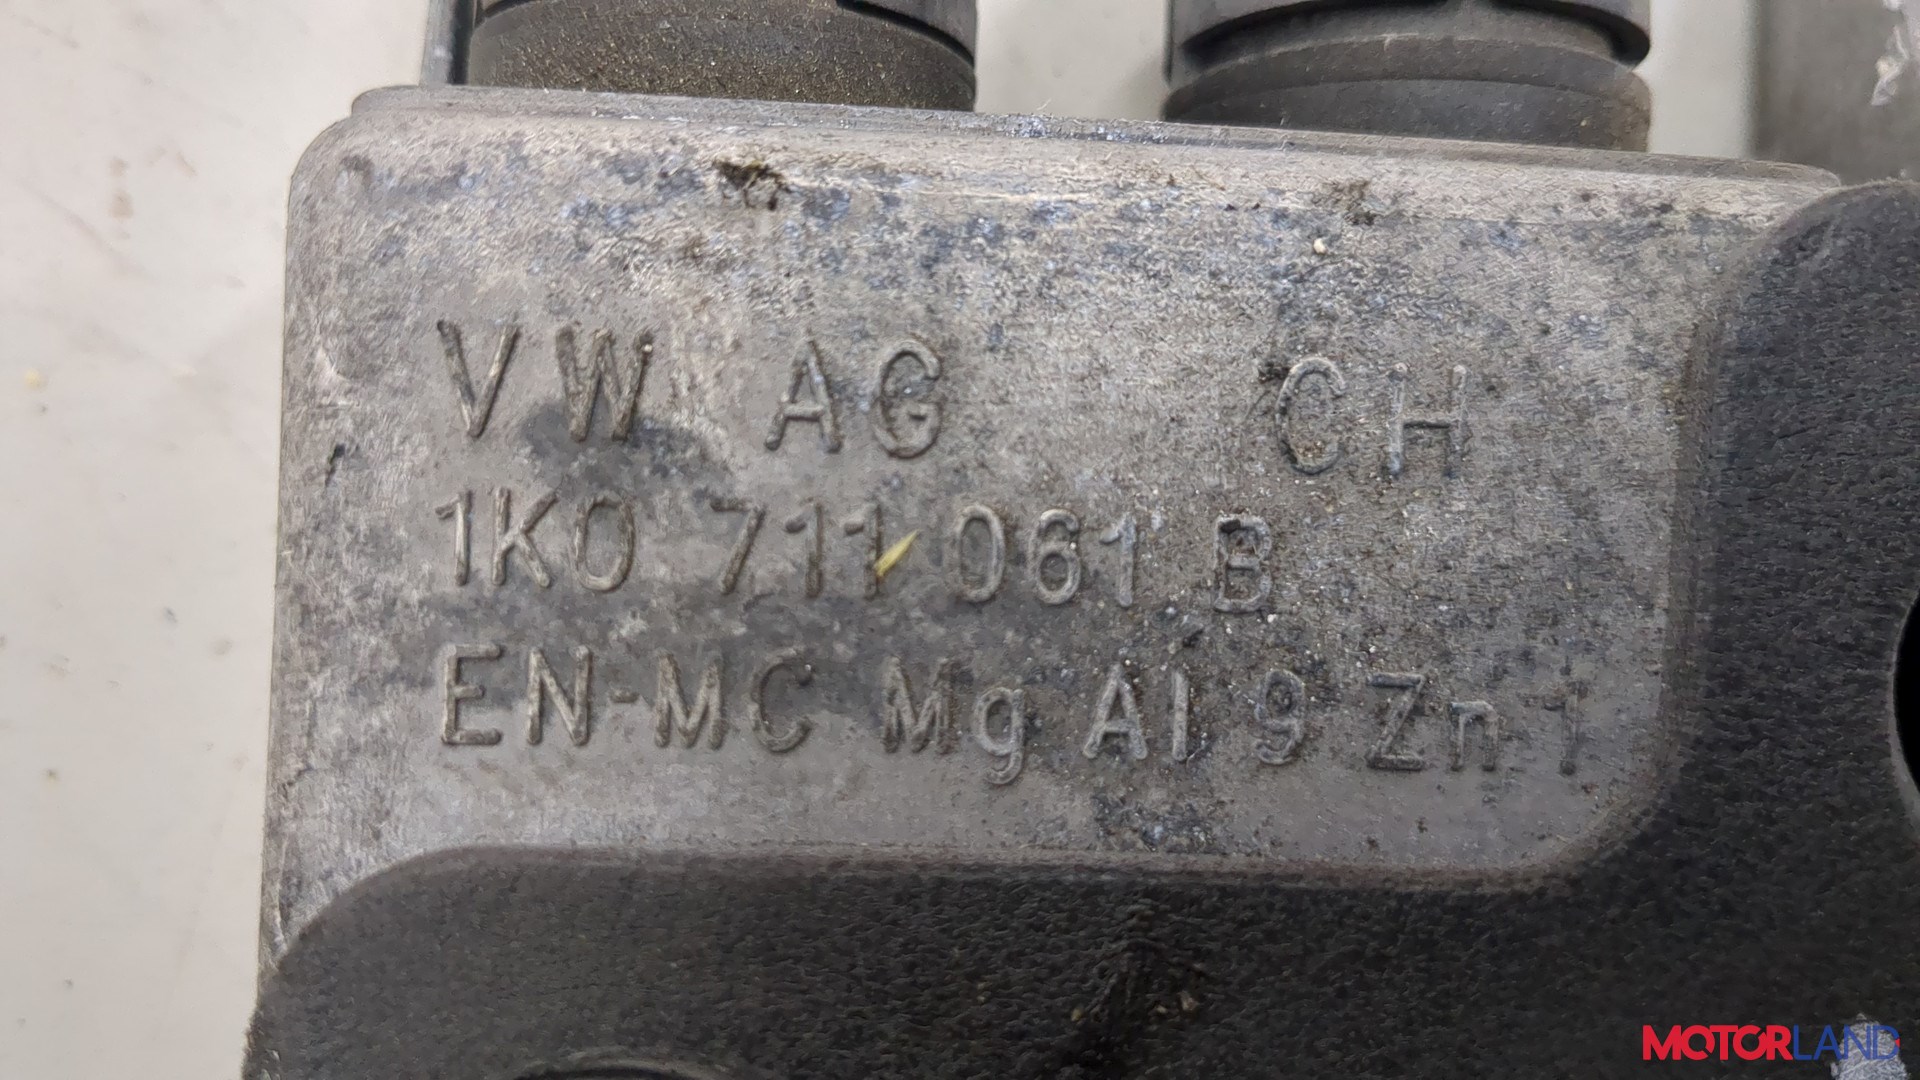 VW AG CH
1K0 711 061 B
EN-MC Mg Al 9 Zn 1
MOTORLAND